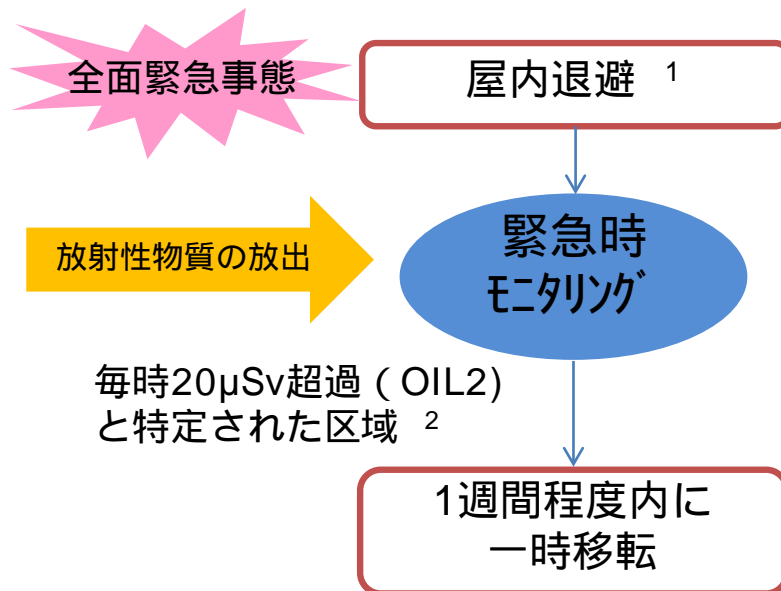 全面緊急事態
屋内退避 1
緊急時
ﾓﾆﾀﾘﾝｸﾞ
放射性物質の放出
毎時20μSv超過（OIL2)
と特定された区域 2
1週間程度内に
一時移転